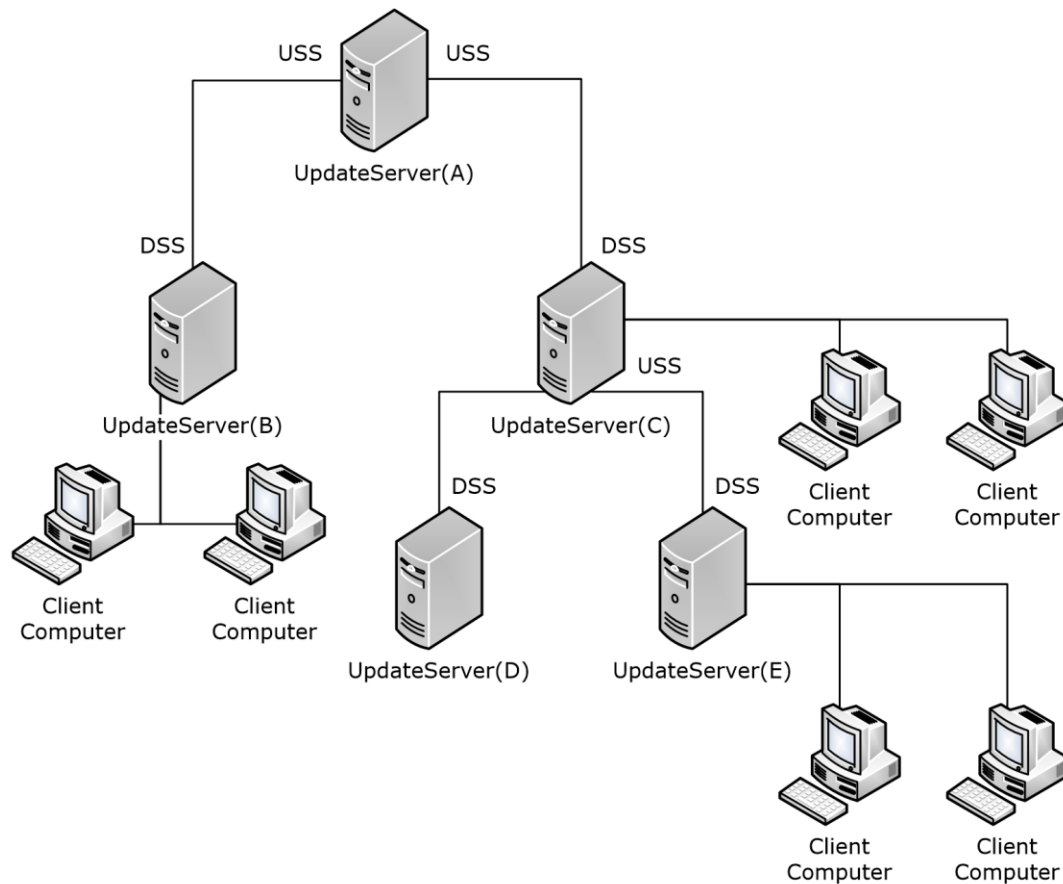 USS
USS
UpdateServer(A)
DSS
DSS
USS
UpdateServer(B)
UpdateServer(C)
DSS
DSS
Client
Computer
Client
Computer
Client
Computer
Client
Computer
UpdateServer(D)
UpdateServer(E)
Client
Computer
Client
Computer